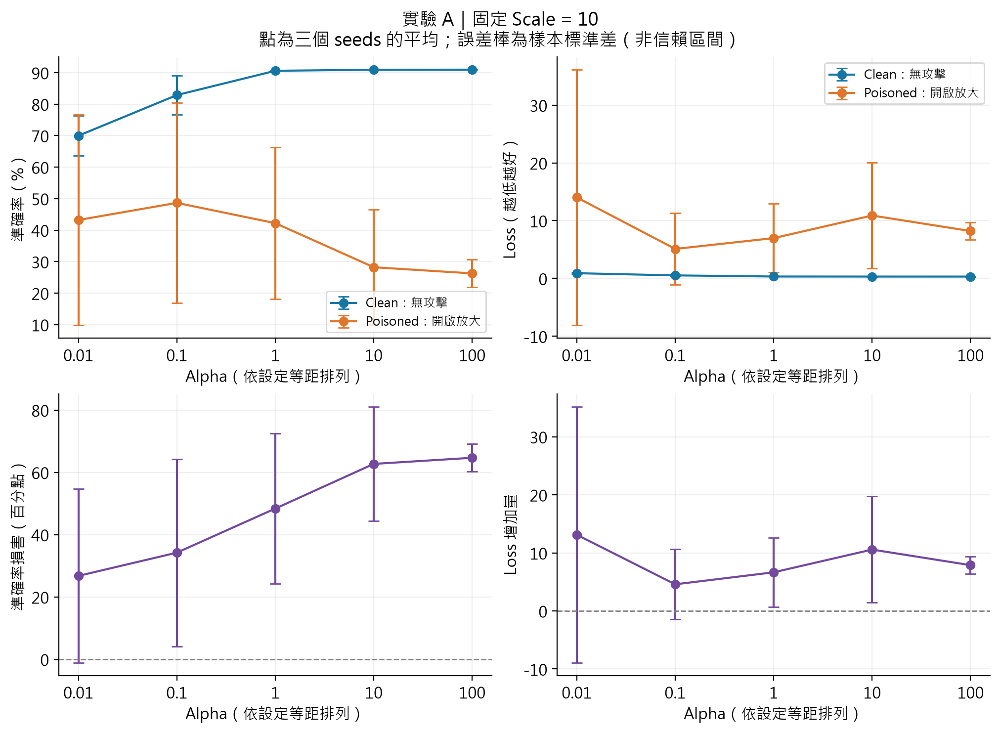 實驗 A｜固定 Scale = 10
點為三個 seeds 的平均；誤差棒為樣本標準差（非信賴區間）
準確率（%）
90
80
70
60
50
40
30
20
10
Clean：無攻擊
Poisoned：開啟放大
0.01 0.1 1 10 100
Alpha（依設定等距排列）
Loss（越低越好）
30
20
10
0
-10
Clean：無攻擊
Poisoned：開啟放大
0.01 0.1 1 10 100
Alpha（依設定等距排列）
準確率損害（百分點）
80
60
40
20
0
0.01 0.1 1 10 100
Alpha（依設定等距排列）
Loss 增加量
30
20
10
0
-10
0.01 0.1 1 10 100
Alpha（依設定等距排列）